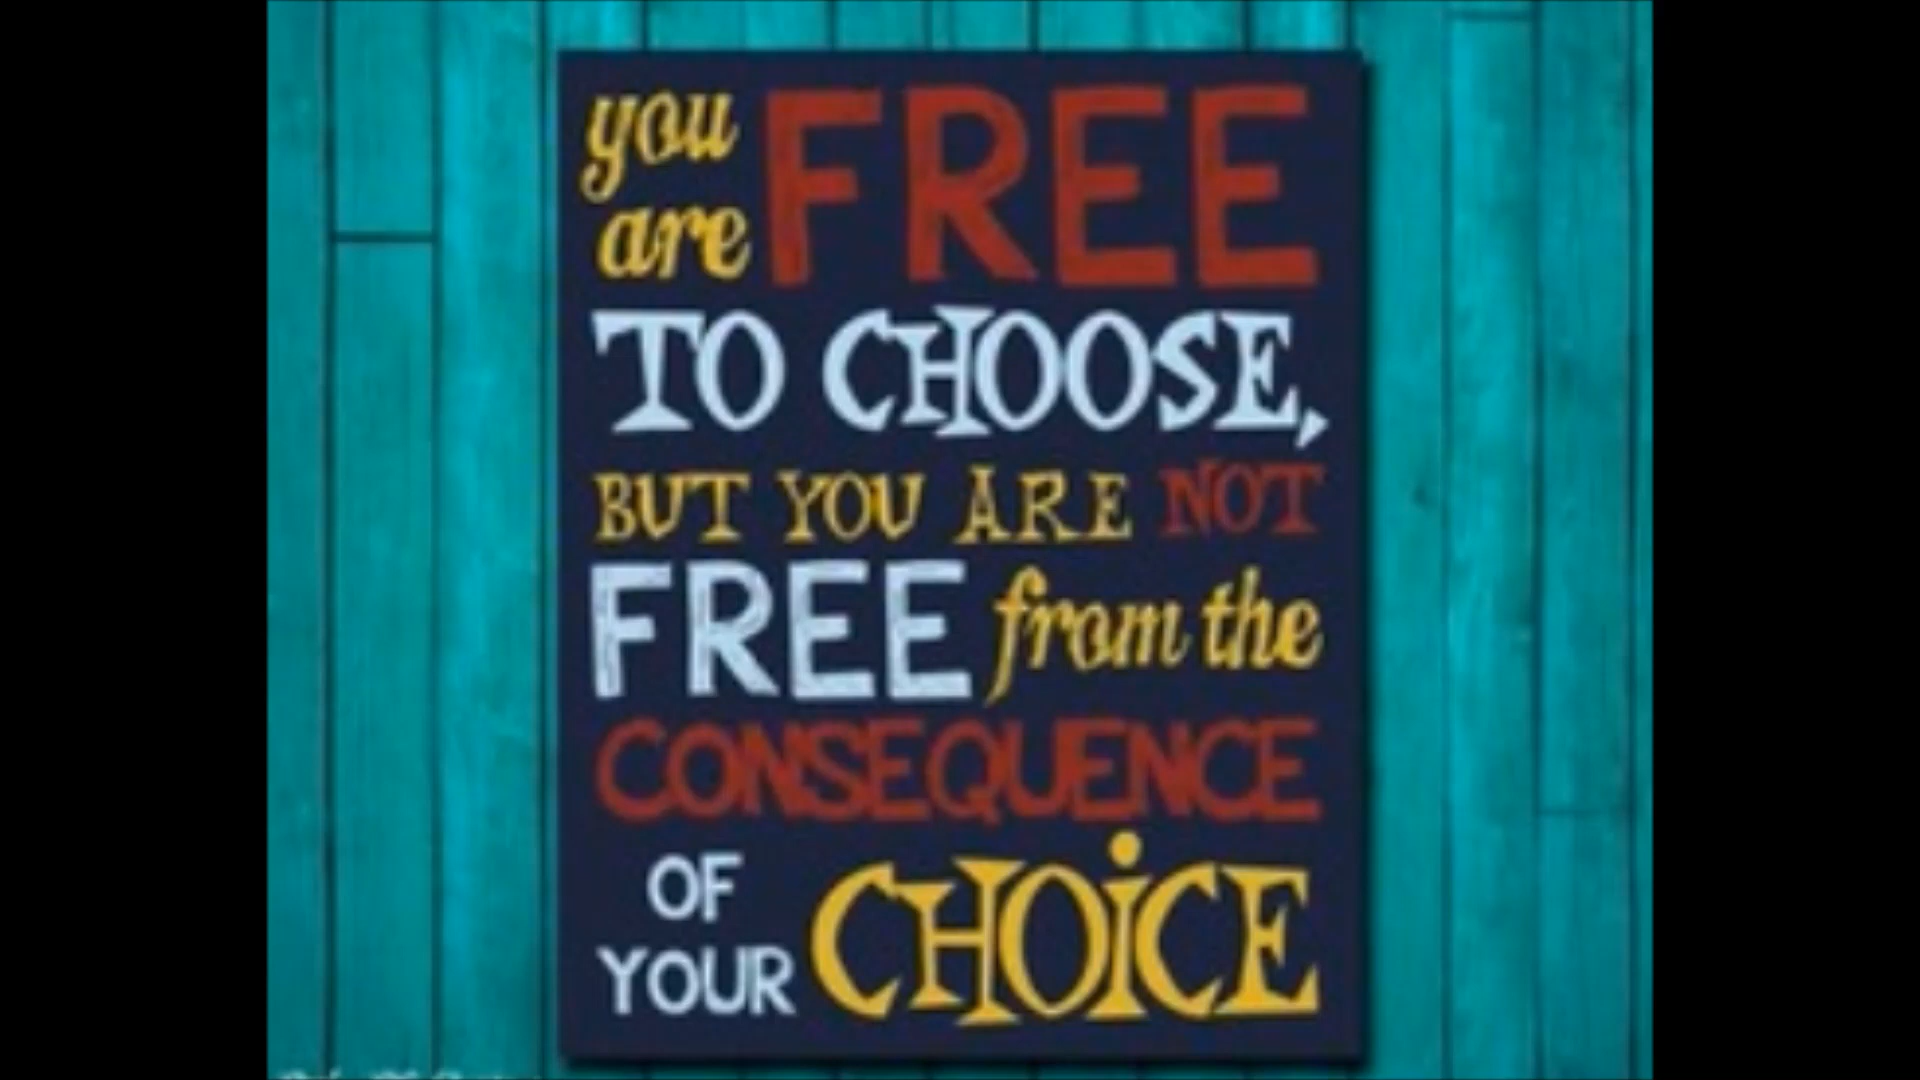 you are FREE
TO CHOOSE,
BUT YOU ARE NOT
FREE from the
CONSEQUENCE
OF YOUR CHOICE